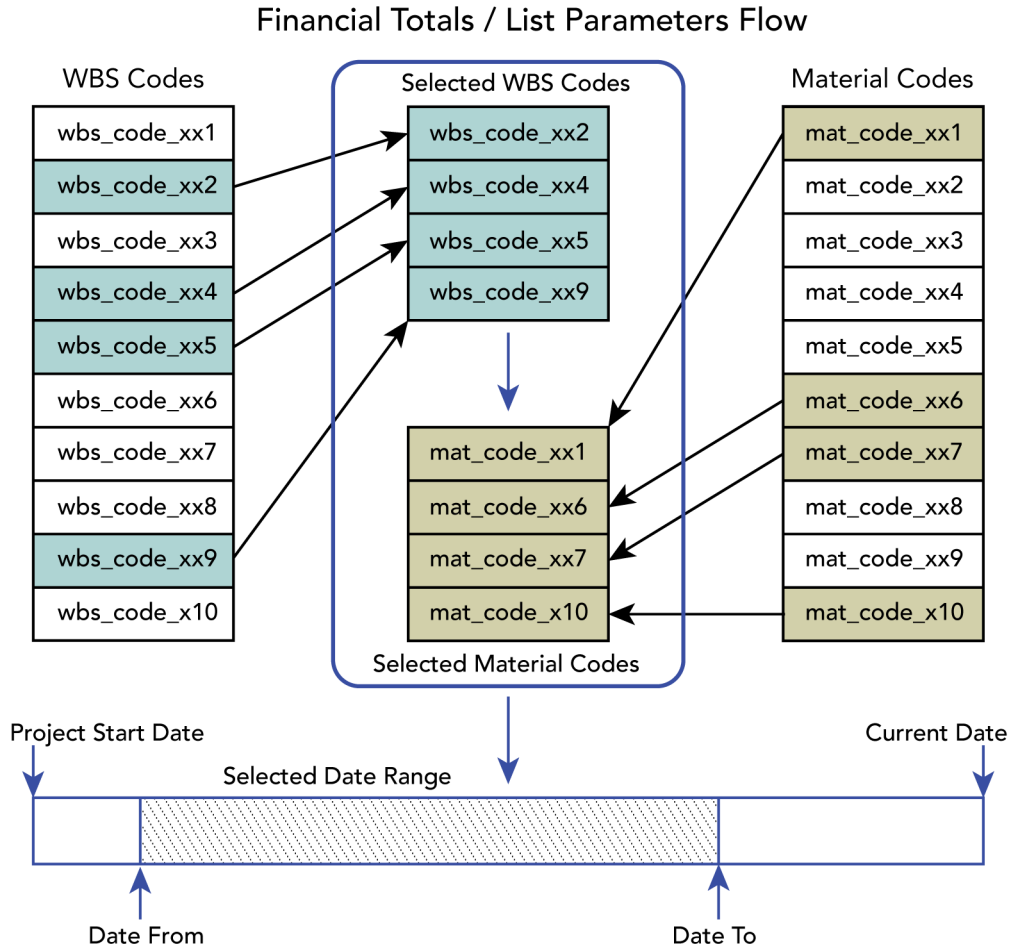 Financial Totals / List Parameters Flow
WBS Codes
wbs_code_xx1
wbs_code_xx2
wbs_code_xx3
wbs_code_xx4
wbs_code_xx5
wbs_code_xx6
wbs_code_xx7
wbs_code_xx8
wbs_code_xx9
wbs_code_x10
Selected WBS Codes
wbs_code_xx2
wbs_code_xx4
wbs_code_xx5
wbs_code_xx9
mat_code_xx1
mat_code_xx6
mat_code_xx7
mat_code_x10
Selected Material Codes
Material Codes
mat_code_xx1
mat_code_xx2
mat_code_xx3
mat_code_xx4
mat_code_xx5
mat_code_xx6
mat_code_xx7
mat_code_xx8
mat_code_xx9
mat_code_x10
Project Start Date
Current Date
Selected Date Range
Date From
Date To